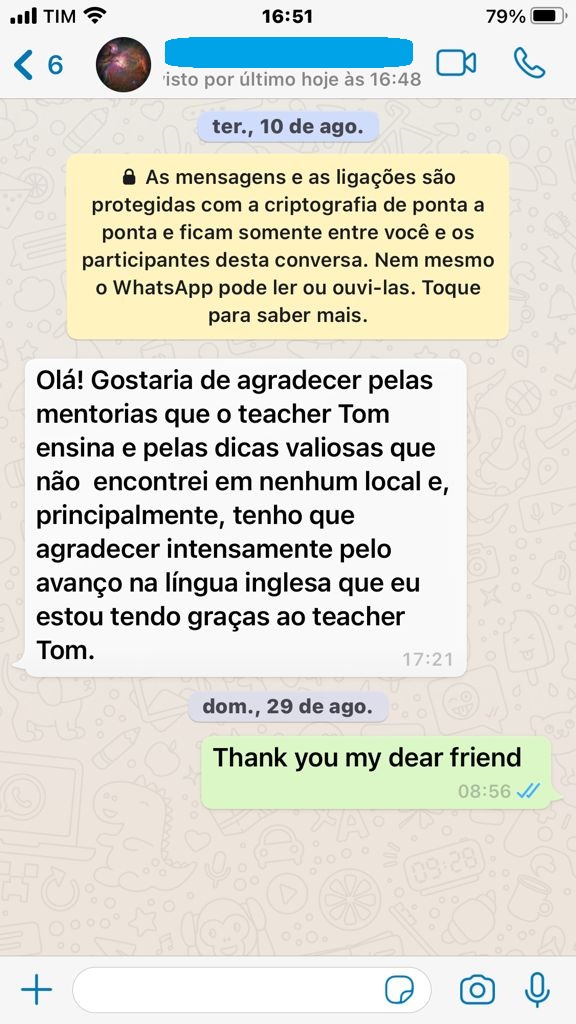 TIM 16:51 79%
6
visto por último hoje às 16:48
ter., 10 de ago.
As mensagens e as ligações são
protegidas com a criptografia de ponta a
ponta e ficam somente entre você e os
participantes desta conversa. Nem mesmo
o WhatsApp pode ler ou ouvi-las. Toque
para saber mais.
Olá! Gostaria de agradecer pelas
mentorias que o teacher Tom
ensina e pelas dicas valiosas que
não  encontrei em nenhum local e,
principalmente, tenho que
agradecer intensamente pelo
avanço na língua inglesa que eu
estou tendo graças ao teacher
Tom.
17:21
dom., 29 de ago.
Thank you my dear friend
08:56
09:28